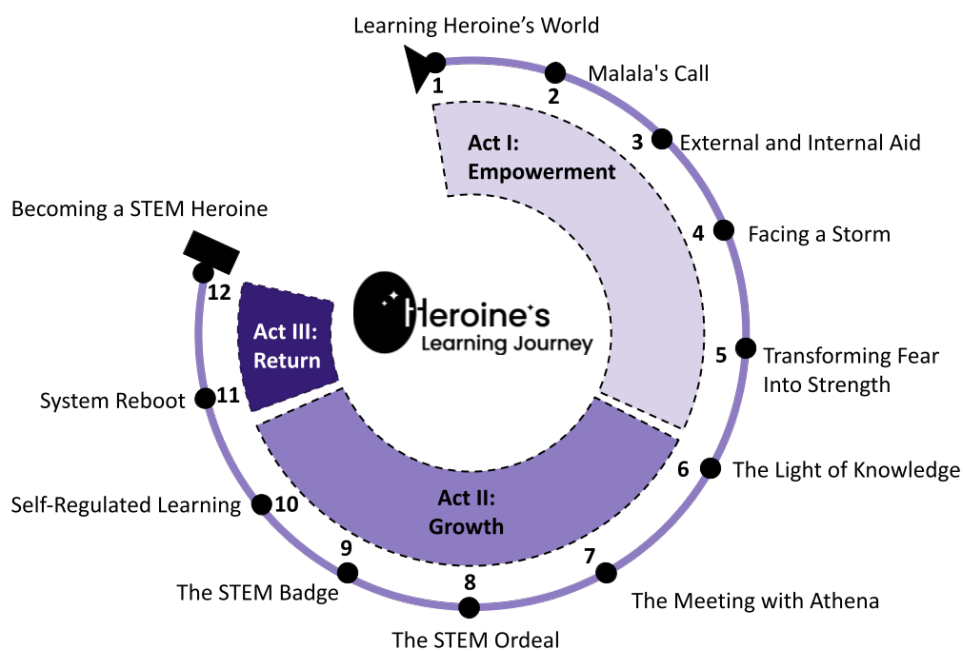 Learning Heroine's World
1
2
Malala's Call
3
External and Internal Aid
Act I:
Empowerment
4
Facing a Storm
5
Transforming Fear
Into Strength
6
The Light of Knowledge
Act II:
Growth
7
The Meeting with Athena
8
The STEM Ordeal
9
The STEM Badge
10
Self-Regulated Learning
11
System Reboot
Act III:
Return
12
Becoming a STEM Heroine
Heroine's
Learning Journey